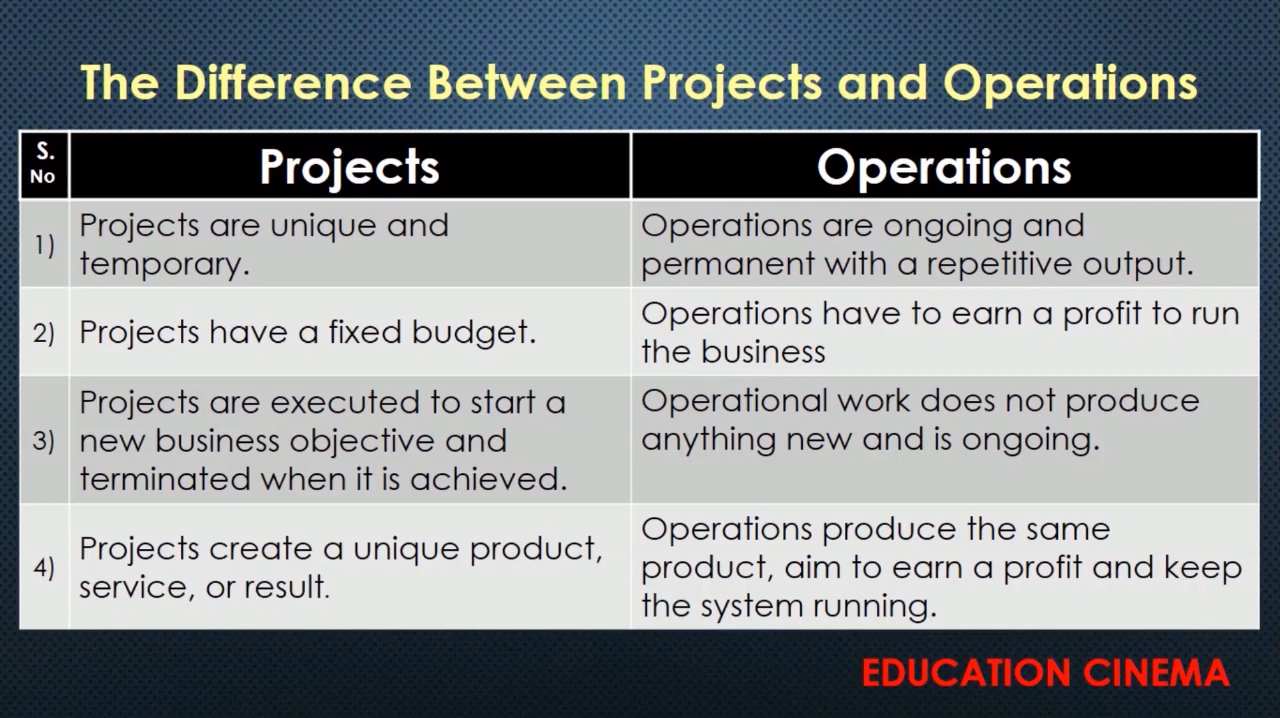 The Difference Between Projects and Operations
S.
No
Projects
Operations
1)
Projects are unique and
temporary.
Operations are ongoing and
permanent with a repetitive output.
2)
Projects have a fixed budget.
Operations have to earn a profit to run
the business
3)
Projects are executed to start a
new business objective and
terminated when it is achieved.
Operational work does not produce
anything new and is ongoing.
4)
Projects create a unique product,
service, or result.
Operations produce the same
product, aim to earn a profit and keep
the system running.
EDUCATION CINEMA